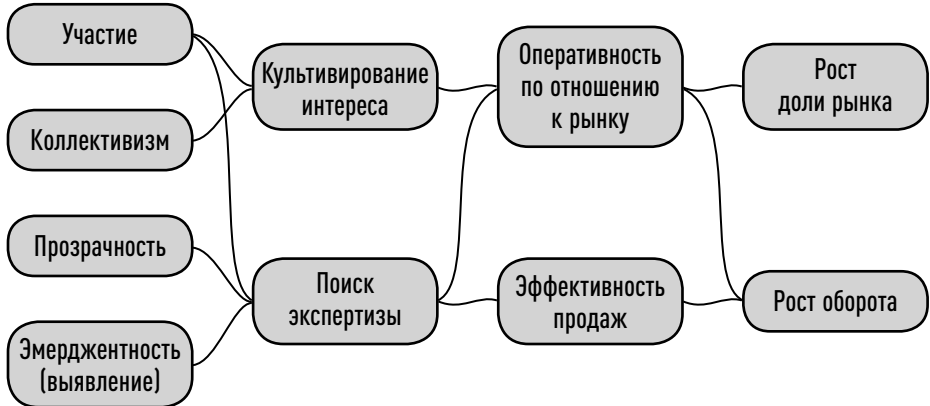 Участие
Коллективизм
Прозрачность
Эмерджентность
(выявление)
Культивирование
интереса
Поиск
экспертизы
Оперативность
по отношению
к рынку
Эффективность
продаж
Рост
доли рынка
Рост оборота